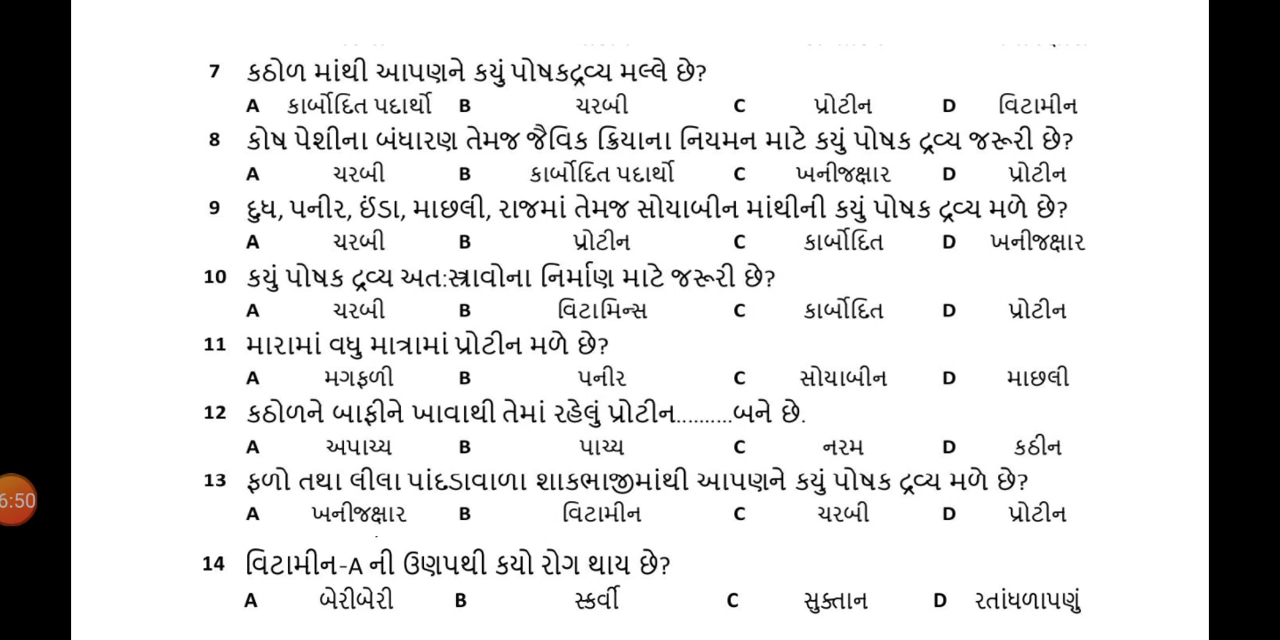 7 કઠોળ માંથી આપણને કયું પોષકદ્રવ્ય મલ્લે છે?
A કાર્બોદિત પદાર્થો B ચરબી C પ્રોટીન D વિટામીન
8 કોષ પેશીના બંધારણ તેમજ જૈવિક ક્રિયાના નિયમન માટે કયું પોષક દ્રવ્ય જરૂરી છે?
A ચરબી B કાર્બોદિત પદાર્થો C ખનીજક્ષાર D પ્રોટીન
9 દુધ, પનીર, ઈંડા, માછલી, રાજમાં તેમજ સોયાબીન માંથીની કયું પોષક દ્રવ્ય મળે છે?
A ચરબી B પ્રોટીન C કાર્બોદિત D ખનીજક્ષાર
10 કયું પોષક દ્રવ્ય અત:સ્ત્રાવોના નિર્માણ માટે જરૂરી છે?
A ચરબી B વિટામિન્સ C કાર્બોદિત D પ્રોટીન
11 મારામાં વધુ માત્રામાં પ્રોટીન મળે છે?
A મગફળી B પનીર C સોયાબીન D માછલી
12 કઠોળને બાફીને ખાવાથી તેમાં રહેલું પ્રોટીન..........બને છે.
A અપાચ્ય B પાચ્ય C નરમ D કઠીન
13 ફળો તથા લીલા પાંદડાવાળા શાકભાજીમાંથી આપણને કયું પોષક દ્રવ્ય મળે છે?
A ખનીજક્ષાર B વિટામીન C ચરબી D પ્રોટીન
14 વિટામીન-A ની ઉણપથી કયો રોગ થાય છે?
A બેરીબેરી B સ્કર્વી C સુક્તાન D રતાંધળાપણું
6:50